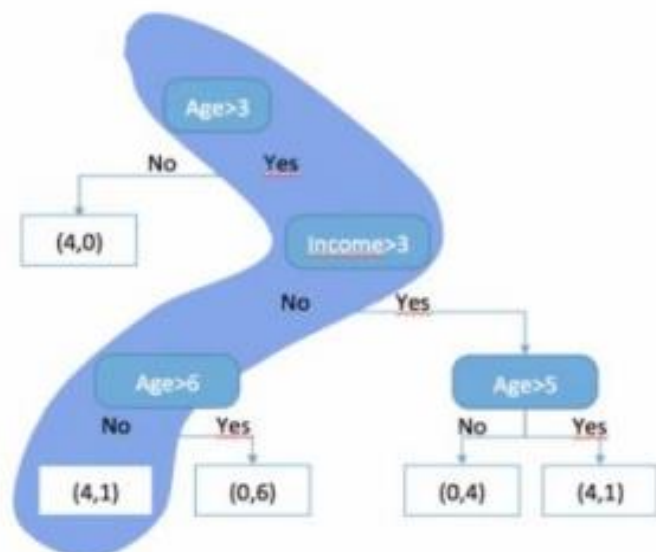 Age>3
No Yes
(4,0)
Income>3
No Yes
Age>6 Age>5
No Yes No Yes
(4,1) (0,6) (0,4) (4,1)